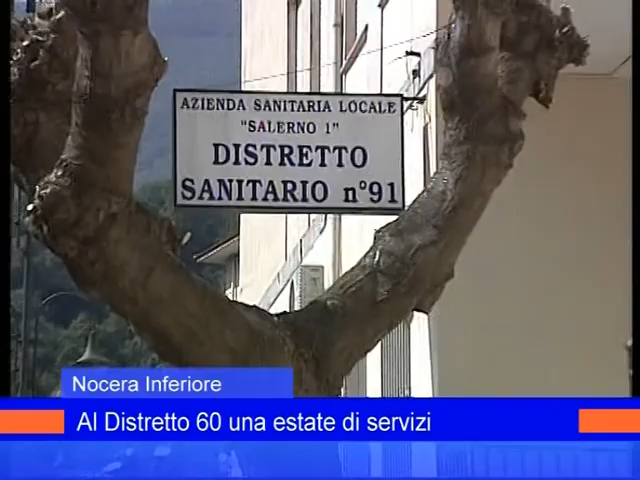 AZIENDA SANITARIA LOCALE
"SALERNO 1"
DISTRETTO
SANITARIO n°91
Nocera Inferiore
Al Distretto 60 una estate di servizi